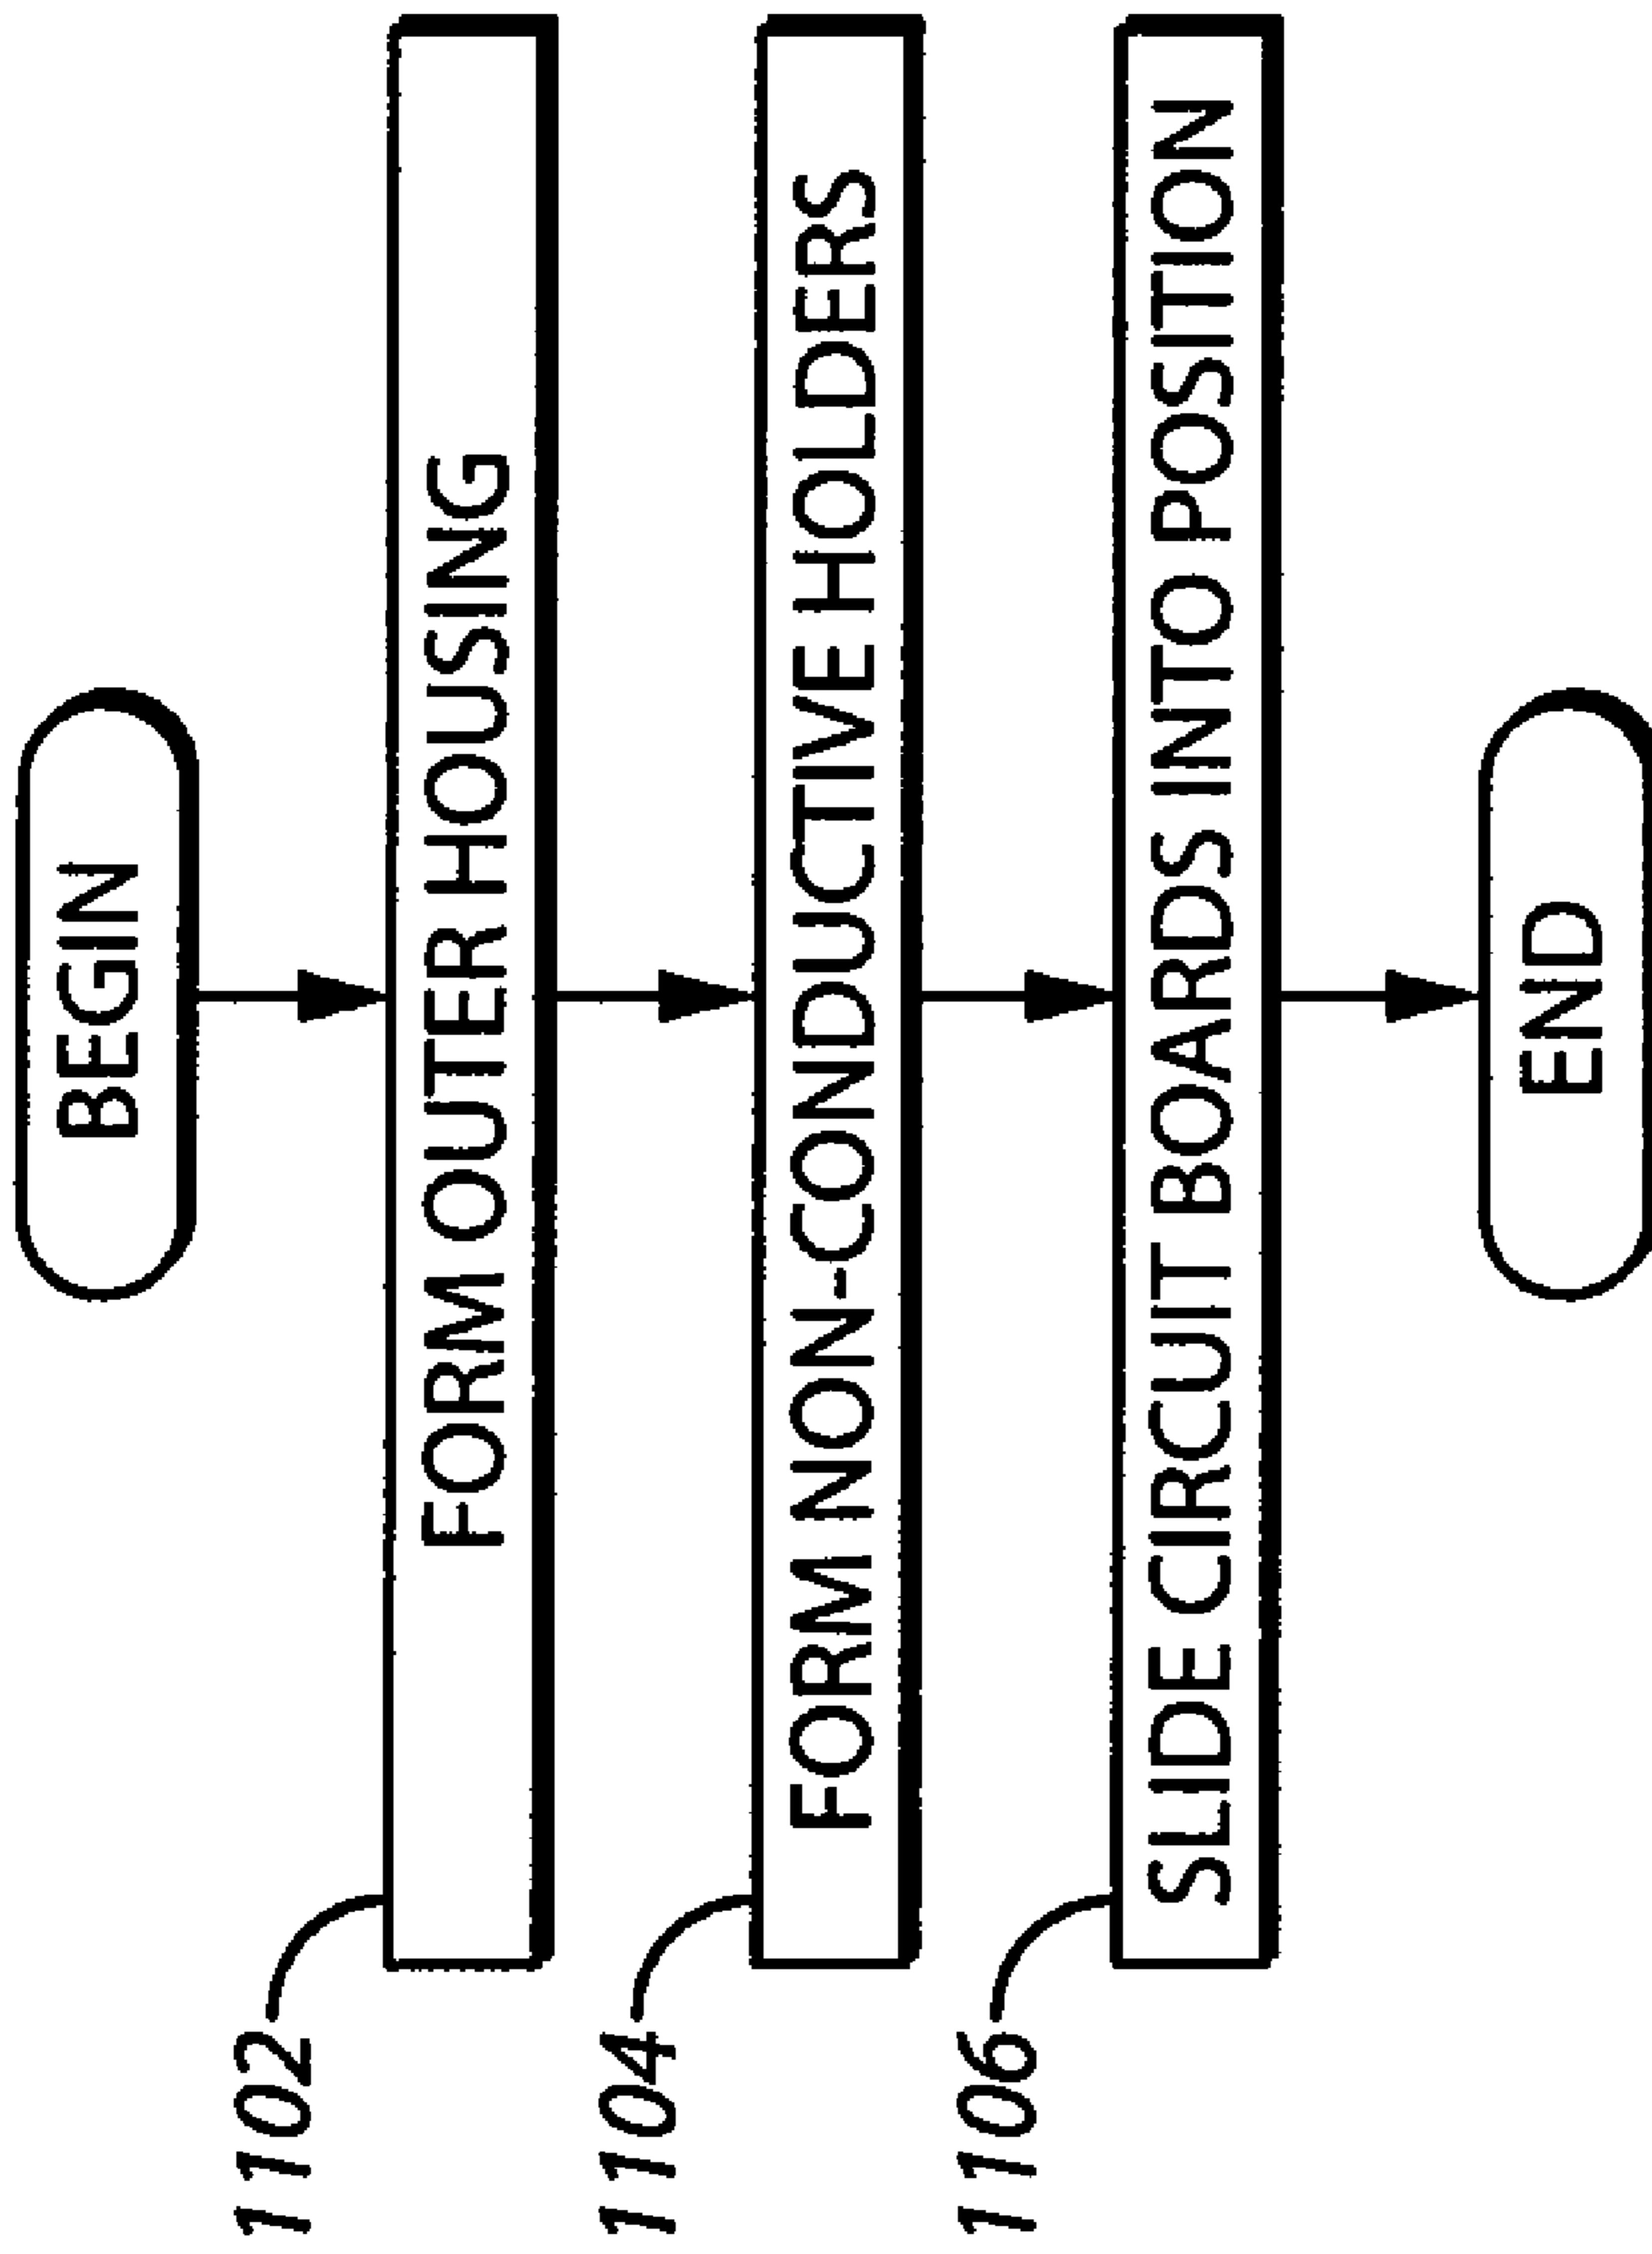 BEGIN
1102
FORM OUTER HOUSING
1104
FORM NON-CONDUCTIVE HOLDERS
1106
SLIDE CIRCUIT BOARDS INTO POSITION
END